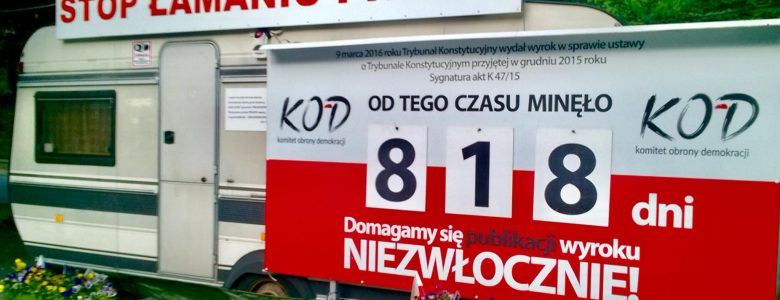 STOP ŁAMANIU
9 marca 2016 roku Trybunał Konstytucyjny wydał wyrok w sprawie ustawy
o Trybunale Konstytucyjnym przyjętej w grudniu 2015 roku
Sygnatura akt K 47/15
KOD
komitet obrony demokracji
OD TEGO CZASU MINĘŁO
KOD
komitet obrony demokracji
818 dni
Domagamy się publikacji wyroku
NIEZWŁOCZNIE!